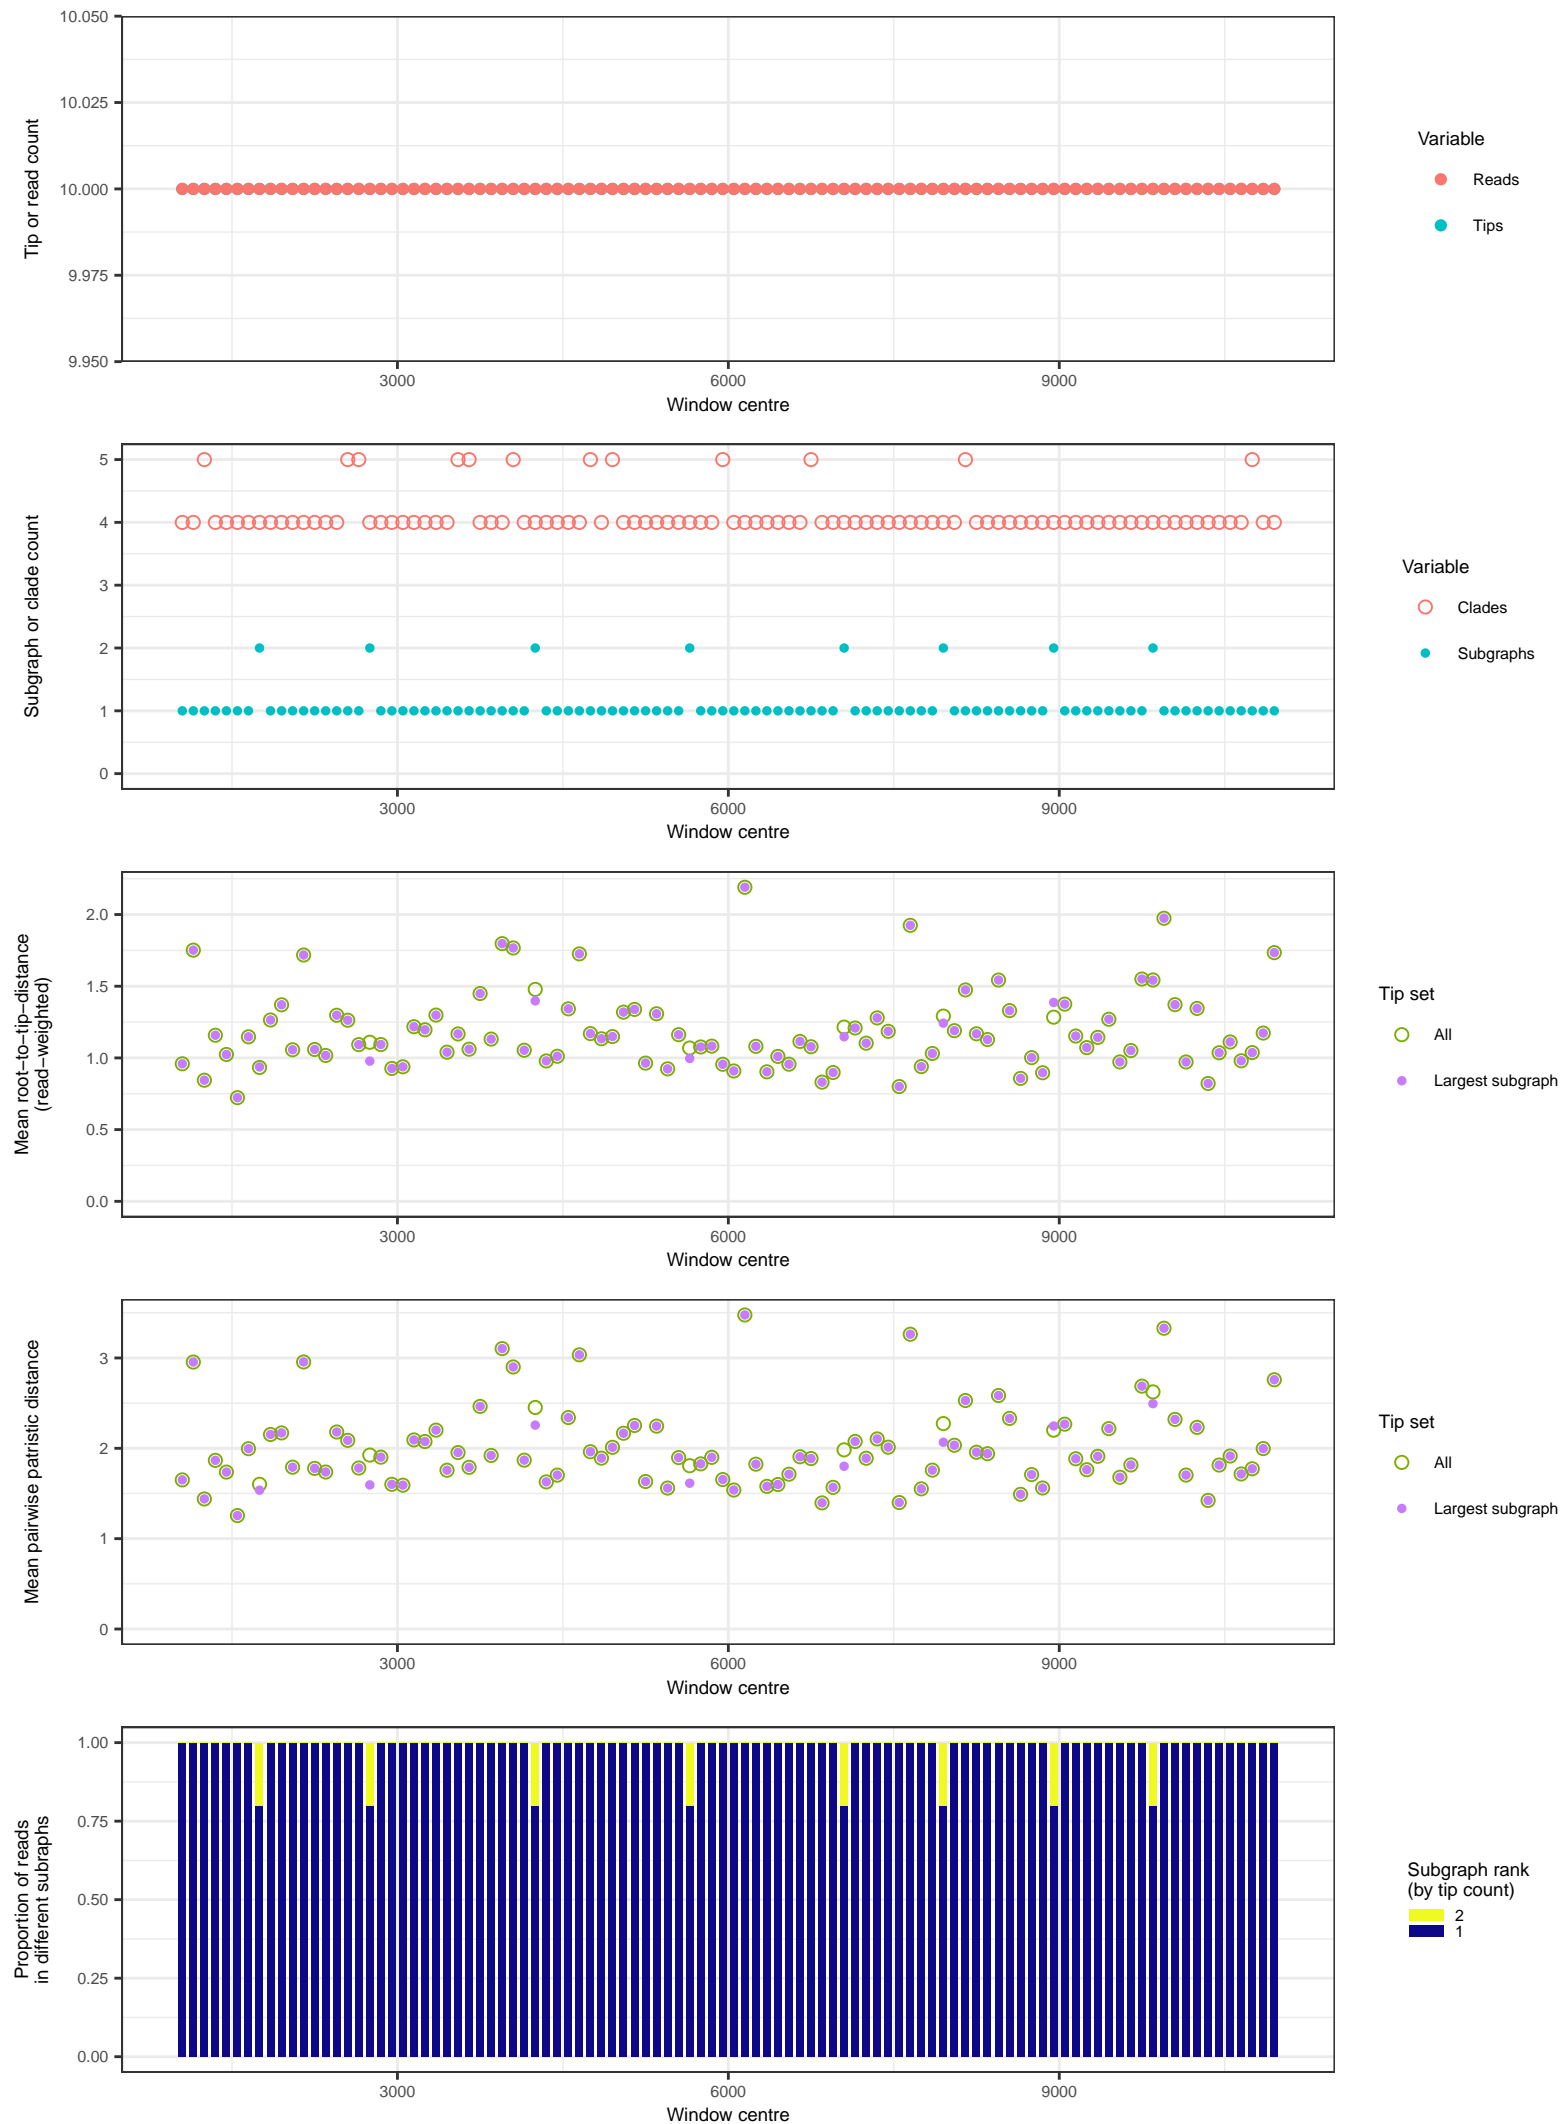 10.050
10.025
10.000
9.975
9.950
Tip or read count
3000
6000
9000
Window centre
Variable
Reads
Tips
5
4
3
2
1
0
Subgraph or clade count
3000
6000
9000
Window centre
Variable
Clades
Subgraphs
2.0
1.5
1.0
0.5
0.0
Mean root−to−tip−distance
(read−weighted)
3000
6000
9000
Window centre
Tip set
All
Largest subgraph
3
2
1
0
Mean pairwise patristic distance
3000
6000
9000
Window centre
Tip set
All
Largest subgraph
1.00
0.75
0.50
0.25
0.00
Proportion of reads
in different subraphs
3000
6000
9000
Window centre
Subgraph rank
(by tip count)
2
1